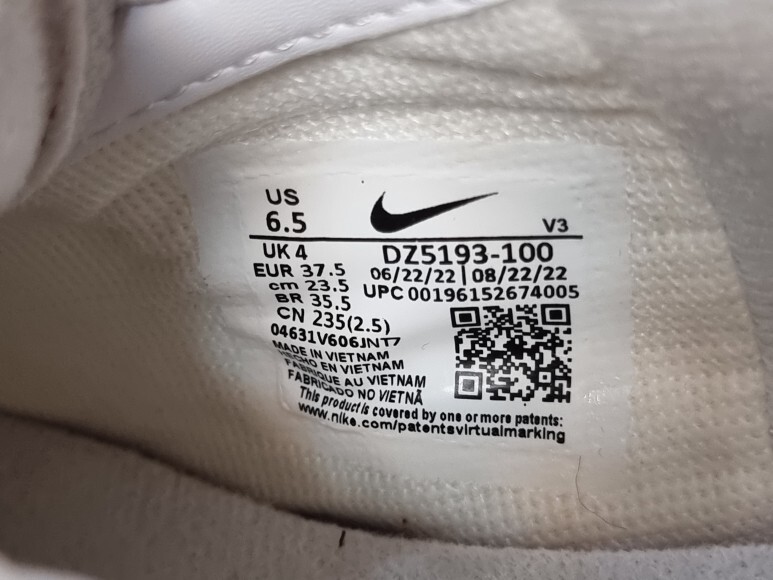 US
6.5
V3
UK 4
DZ5193-100
EUR 37.5
06/22/22 | 08/22/22
cm 23.5
UPC 00196152674005
BR 35.5
CN 235(2.5)
04631V606JNT7
MADE IN VIETNAM
HECHO EN VIETNAM
FABRIQUE AU VIETNAM
FABRICADO NO VIETNÃ
This product is covered by one or more patents:
www.nike.com/patentsvirtualmarking